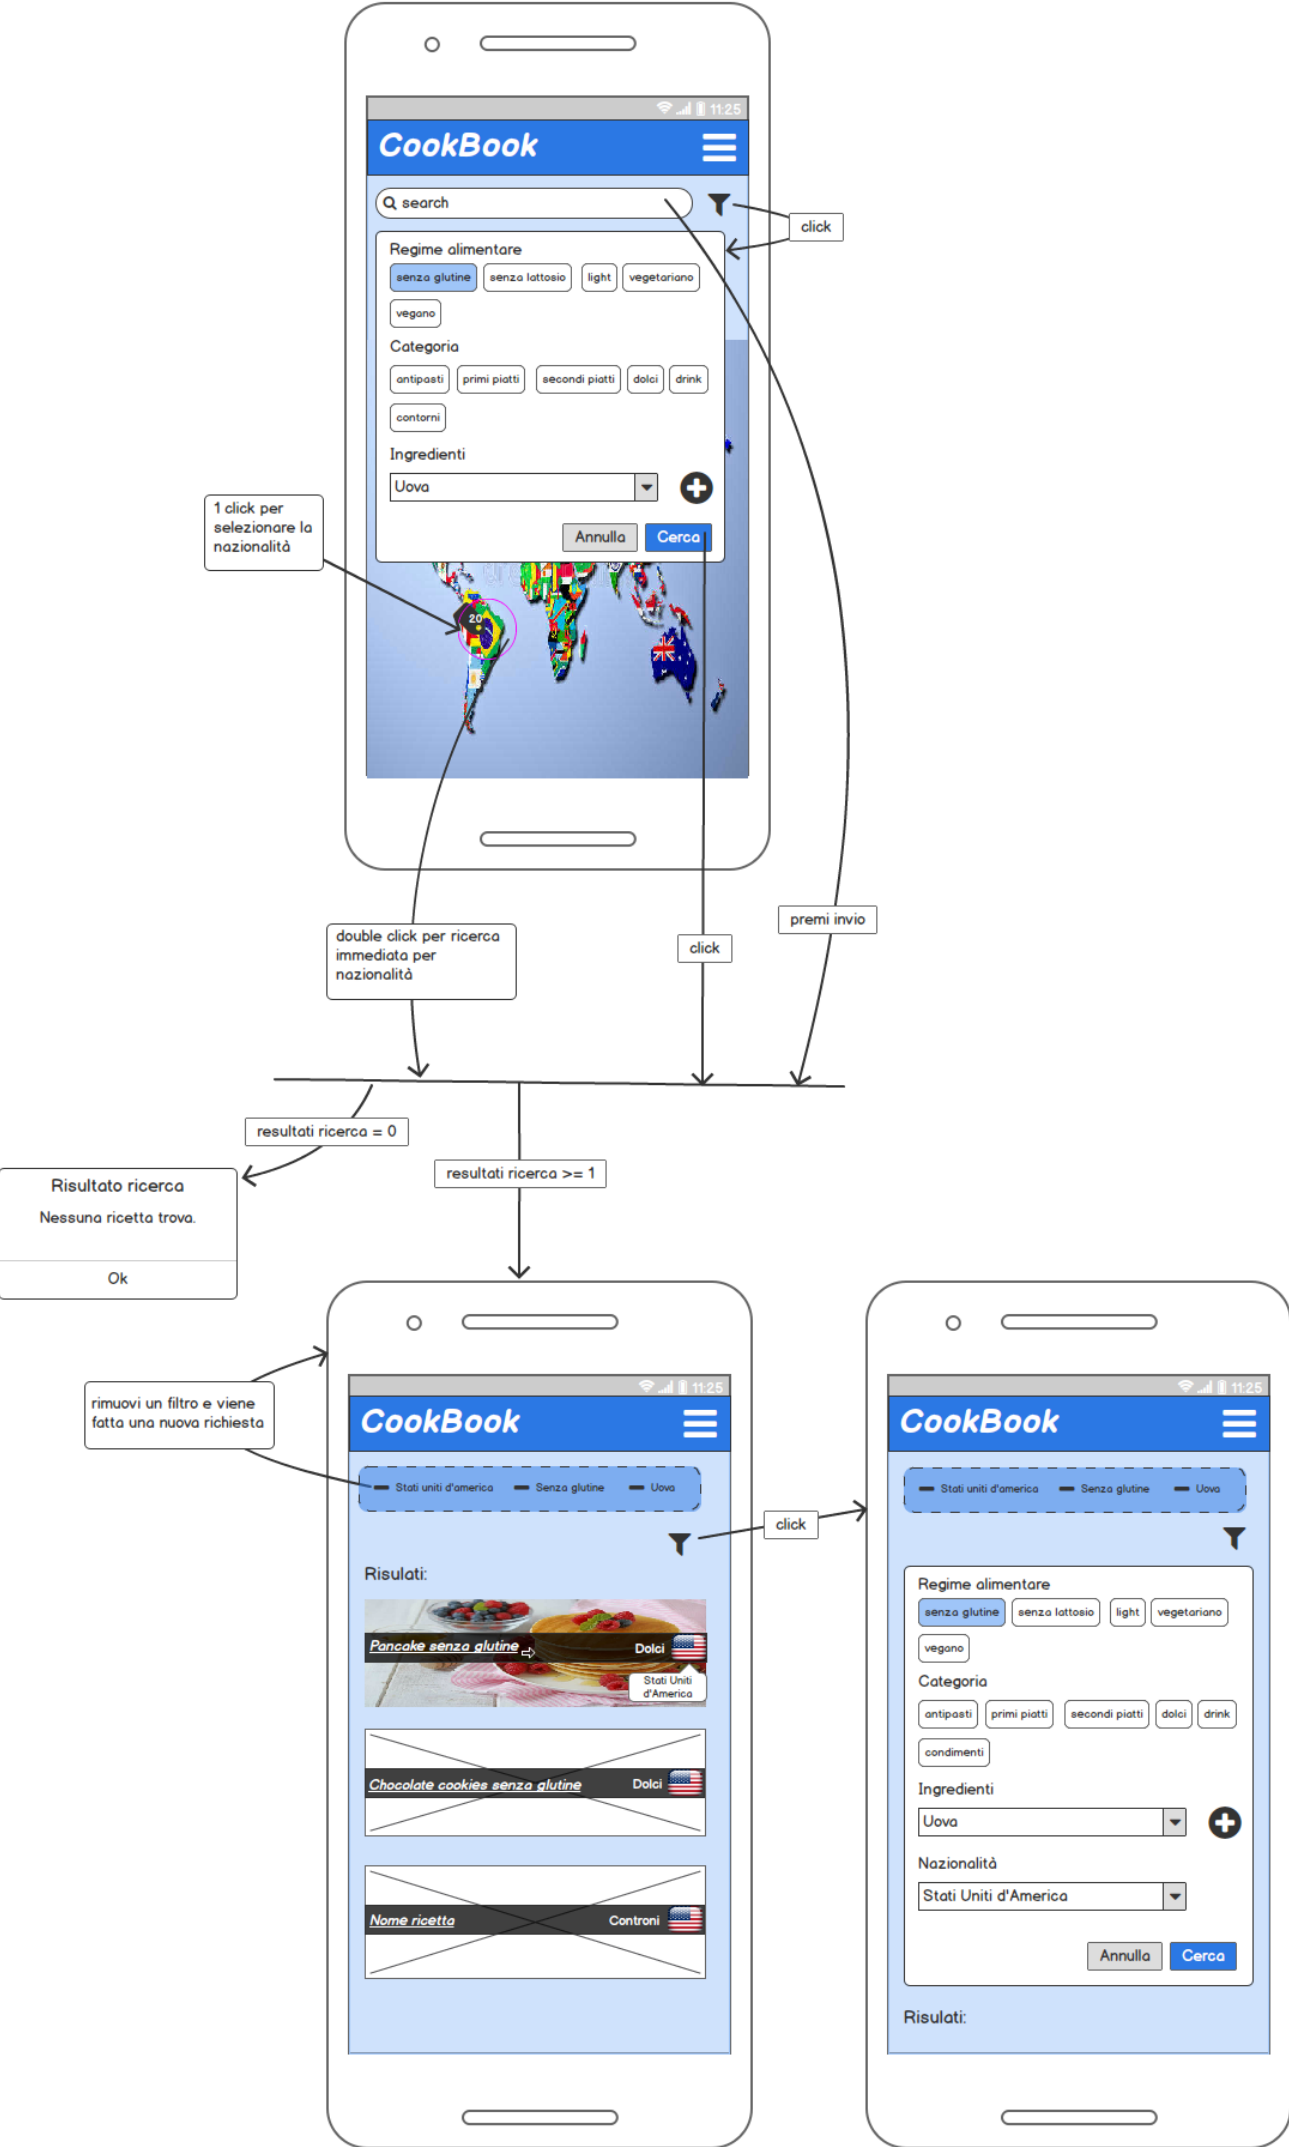 11:25
CookBook
search
click
Regime alimentare
senza glutine
senza lattosio
light
vegetariano
vegano
Categoria
antipasti
primi piatti
secondi piatti
dolci
drink
contorni
Ingredienti
Uova
1 click per
selezionare la
nazionalità
Annulla
Cerca
20
premi invio
double click per ricerca
immediata per
nazionalità
click
resultati ricerca = 0
resultati ricerca >= 1
Risultato ricerca
Nessuna ricetta trova.
Ok
rimuovi un filtro e viene
fatta una nuova richiesta
11:25
CookBook
Stati uniti d'america
Senza glutine
Uova
click
Risulati:
Pancake senza glutine
Dolci
Stati Uniti
d'America
Chocolate cookies senza glutine
Dolci
Nome ricetta
Controni
11:25
CookBook
Stati uniti d'america
Senza glutine
Uova
Regime alimentare
senza glutine
senza lattosio
light
vegetariano
vegano
Categoria
antipasti
primi piatti
secondi piatti
dolci
drink
condimenti
Ingredienti
Uova
Nazionalità
Stati Uniti d'America
Annulla
Cerca
Risulati: